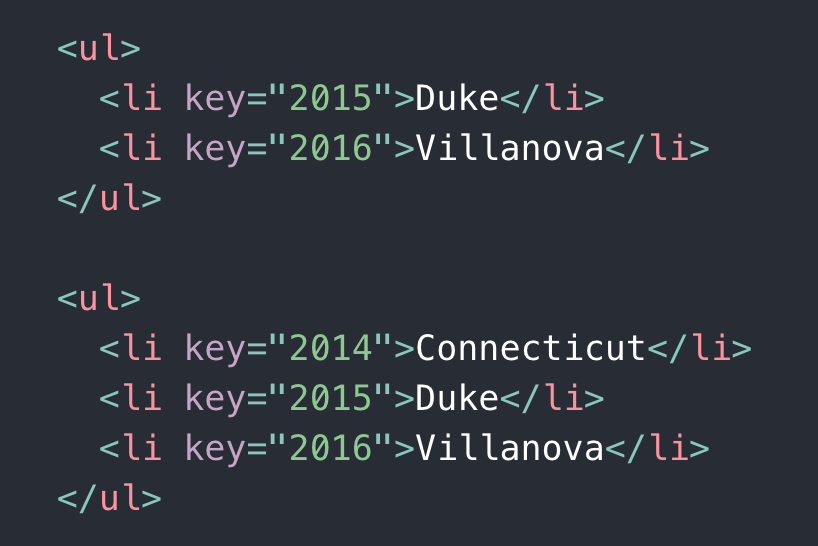 <ul>
  <li key="2015">Duke</li>
  <li key="2016">Villanova</li>
</ul>

<ul>
  <li key="2014">Connecticut</li>
  <li key="2015">Duke</li>
  <li key="2016">Villanova</li>
</ul>